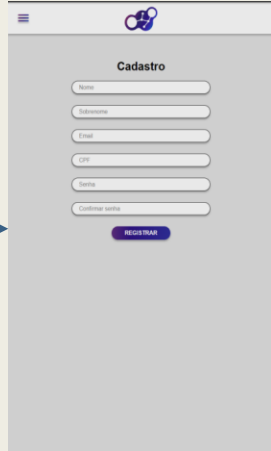 Cadastro
Nome
Sobrenome
Email
CPF
Senha
Confirmar senha
REGISTRAR